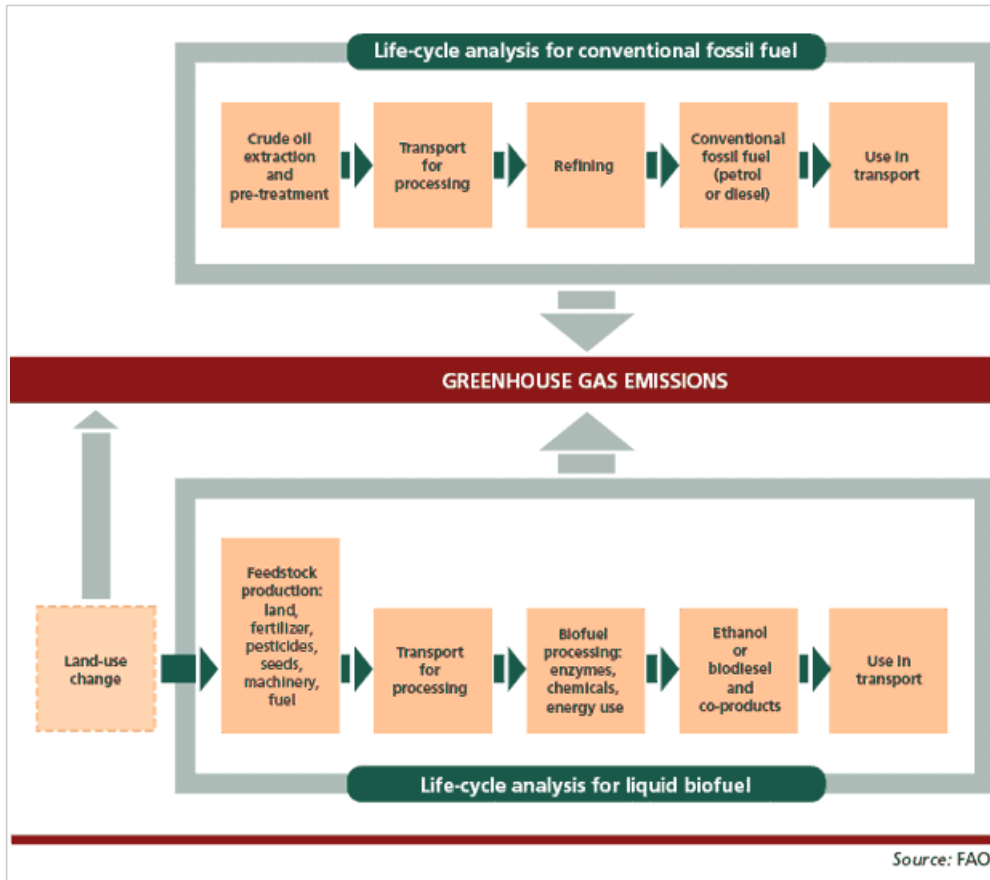 Life-cycle analysis for conventional fossil fuel
Crude oil
extraction
and
pre-treatment
Transport
for
processing
Refining
Conventional
fossil fuel
(petrol
or diesel)
Use in
transport
GREENHOUSE GAS EMISSIONS
Land-use
change
Feedstock
production:
land,
fertilizer,
pesticides,
seeds,
machinery,
fuel
Transport
for
processing
Biofuel
processing:
enzymes,
chemicals,
energy use
Ethanol
or
biodiesel
and
co-products
Use in
transport
Life-cycle analysis for liquid biofuel
Source: FAO